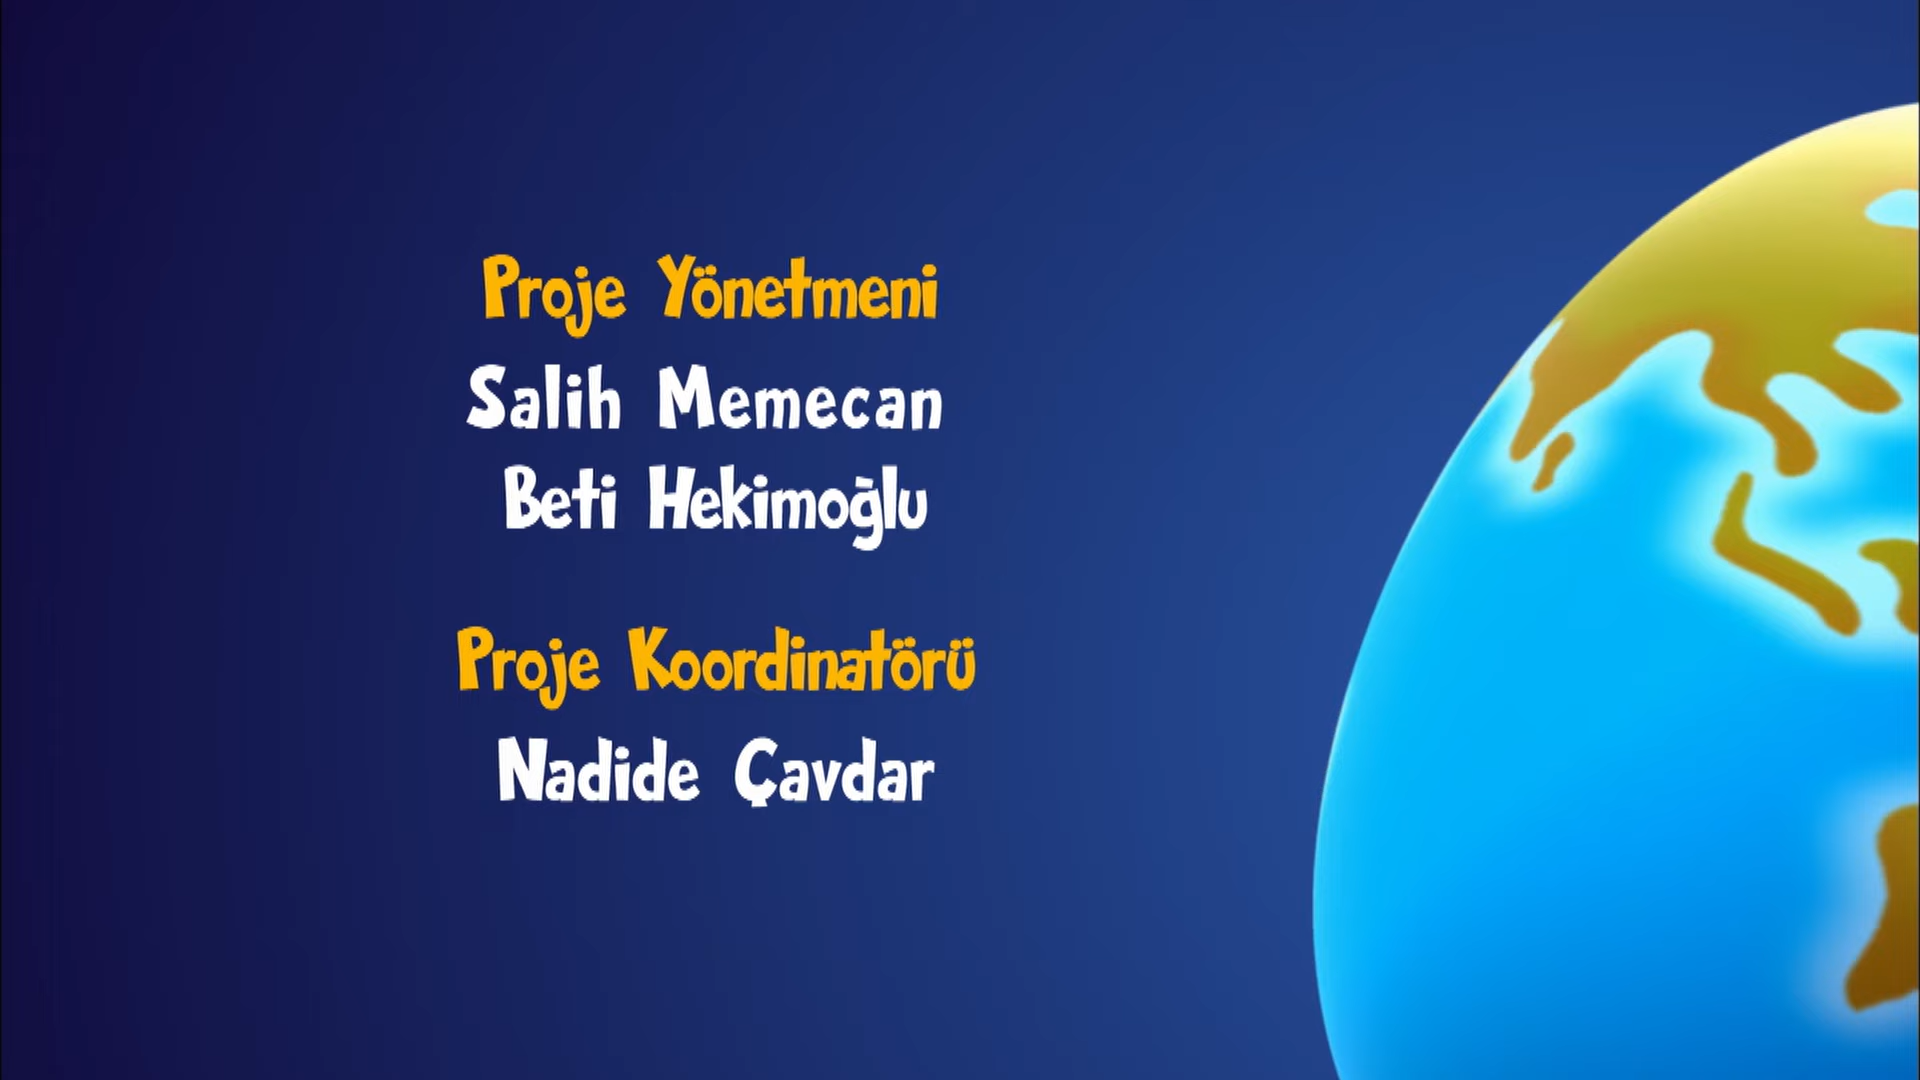 Proje Yönetmeni
Salih Memecan
Beti Hekimoğlu
Proje Koordinatörü
Nadide Çavdar